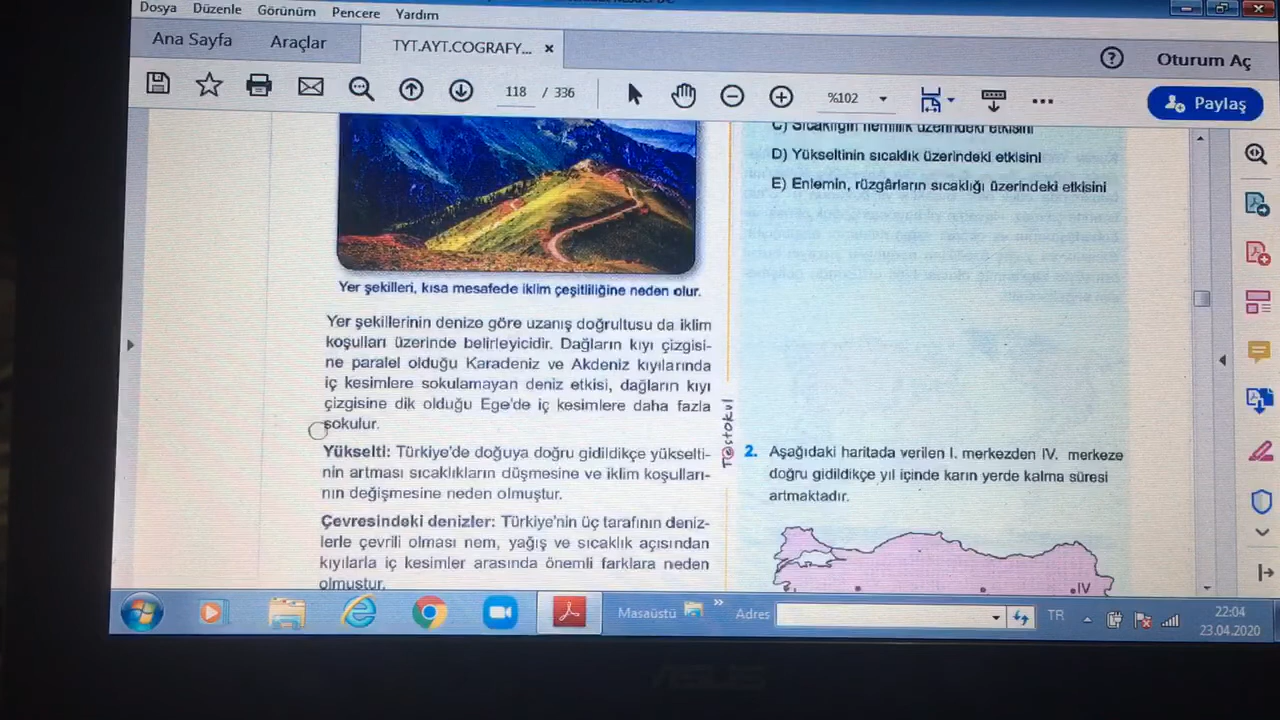 Dosya Düzenle Görünüm Pencere Yardım
Ana Sayfa Araçlar TYT.AYT.COGRAFY... × ? Oturum Aç
118 / 336 %102 Paylaş
Yer şekilleri, kısa mesafede iklim çeşitliliğine neden olur.
Yer şekillerinin denize göre uzanış doğrultusu da iklim
koşulları üzerinde belirleyicidir. Dağların kıyı çizgisi-
ne paralel olduğu Karadeniz ve Akdeniz kıyılarında
iç kesimlere sokulamayan deniz etkisi, dağların kıyı
çizgisine dik olduğu Ege'de iç kesimlere daha fazla
sokulur.
Yükselti: Türkiye'de doğuya doğru gidildikçe yükselti-
nin artması sıcaklıkların düşmesine ve iklim koşulları-
nın değişmesine neden olmuştur.
Çevresindeki denizler: Türkiye'nin üç tarafının deniz-
lerle çevrili olması nem, yağış ve sıcaklık açısından
kıyılarla iç kesimler arasında önemli farklara neden
olmuştur.
Tostokul
C) Sıcaklığın nemlilik üzerindeki etkisini
D) Yükseltinin sıcaklık üzerindeki etkisini
E) Enlemin, rüzgârların sıcaklığı üzerindeki etkisini
2. Aşağıdaki haritada verilen I. merkezden IV. merkeze
doğru gidildikçe yıl içinde karın yerde kalma süresi
artmaktadır.
IV
Masaüstü » Adres TR 22:04
23.04.2020
ASUS